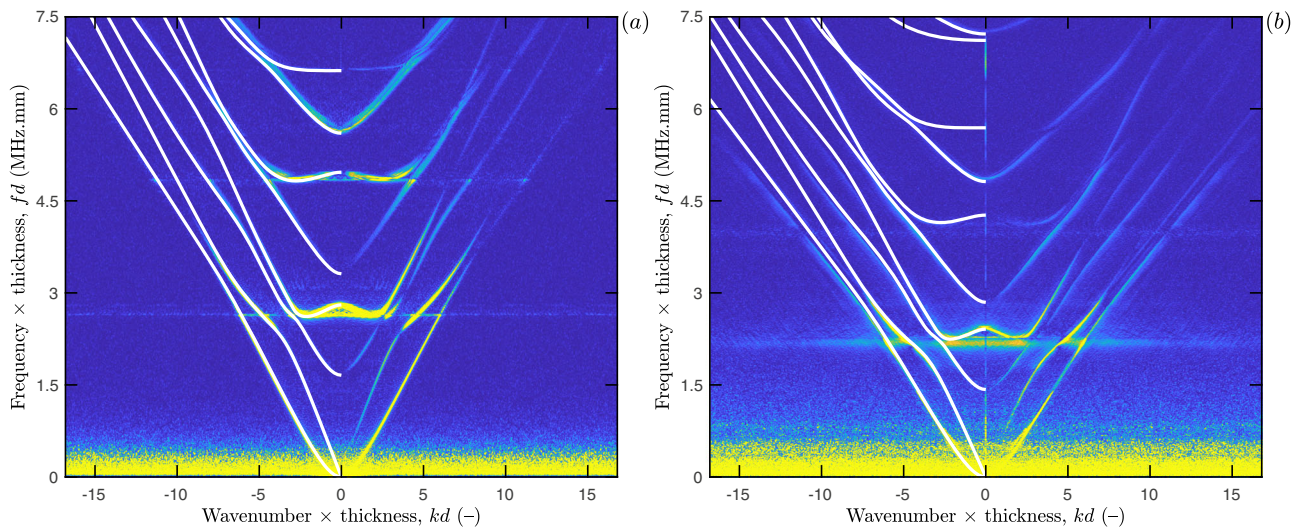 (a)
7.5
6
4.5
3
1.5
0
Frequency × thickness, fd (MHz.mm)
-15 -10 -5 0 5 10 15
Wavenumber × thickness, kd (–)
(b)
7.5
6
4.5
3
1.5
0
Frequency × thickness, fd (MHz.mm)
-15 -10 -5 0 5 10 15
Wavenumber × thickness, kd (–)